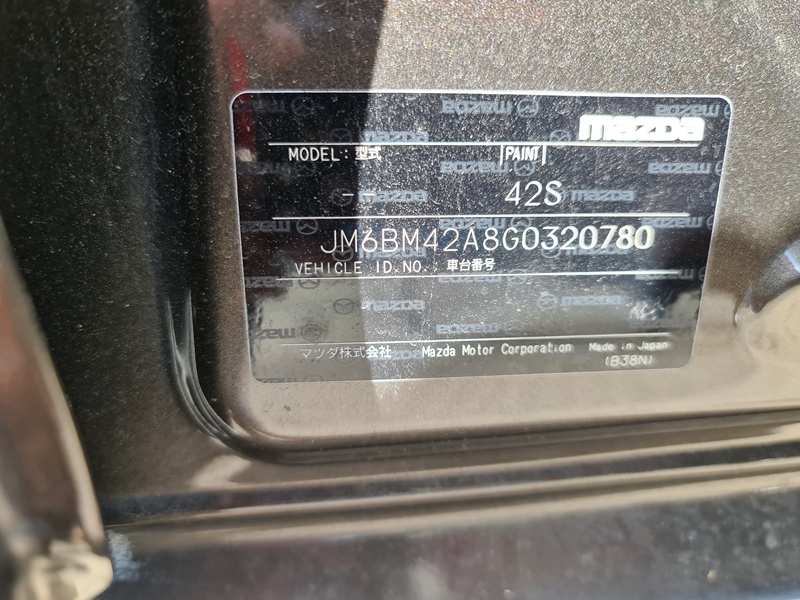 mazda
MODEL : 型式 PAINT
-- 42S
JM6BM42A8G0320780
VEHICLE ID.NO.: 車台番号
マツダ株式会社 Mazda Motor Corporation Made in Japan
(B38N)